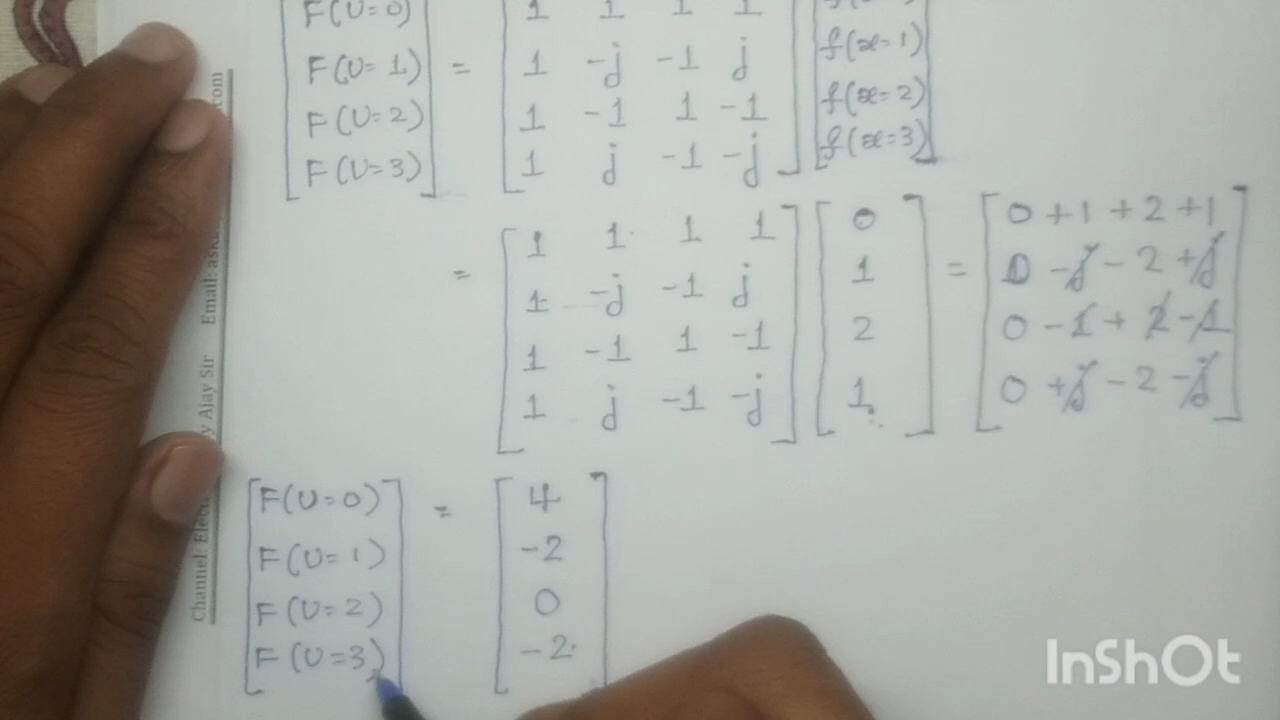 F(U=0) 1 1 1 1
F(U=1) = 1 -j -1 j f(x=1)
F(U=2) 1 -1 1 -1 f(x=2)
F(U=3) 1 j -1 -j f(x=3)
= 1 1 1 1 0 = 0 + 1 + 2 + 1
1 -j -1 j 1 0 - j - 2 + j
1 -1 1 -1 2 0 - 1 + 2 - 1
1 j -1 -j 1 0 + j - 2 - j
F(U=0) = 4
F(U=1) -2
F(U=2) 0
F(U=3) -2
Ajay Sir Email:
Channel:
com
InShOt